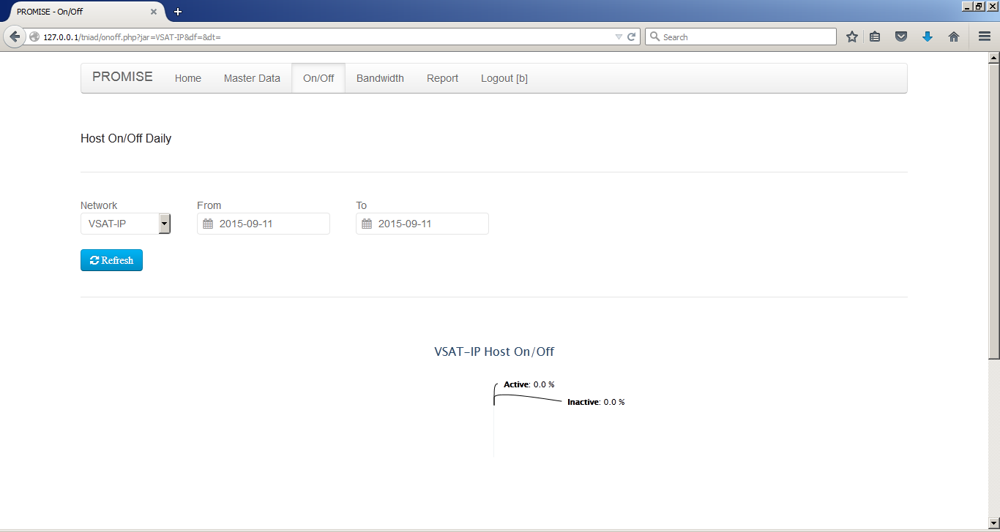 PROMISE - On/Off
127.0.0.1/tniad/onoff.php?jar=VSAT-IP&df=&dt=
Search
PROMISE Home Master Data On/Off Bandwidth Report Logout [b]
Host On/Off Daily
Network From To
VSAT-IP 2015-09-11 2015-09-11
Refresh
VSAT-IP Host On/Off
Active: 0.0 %
Inactive: 0.0 %